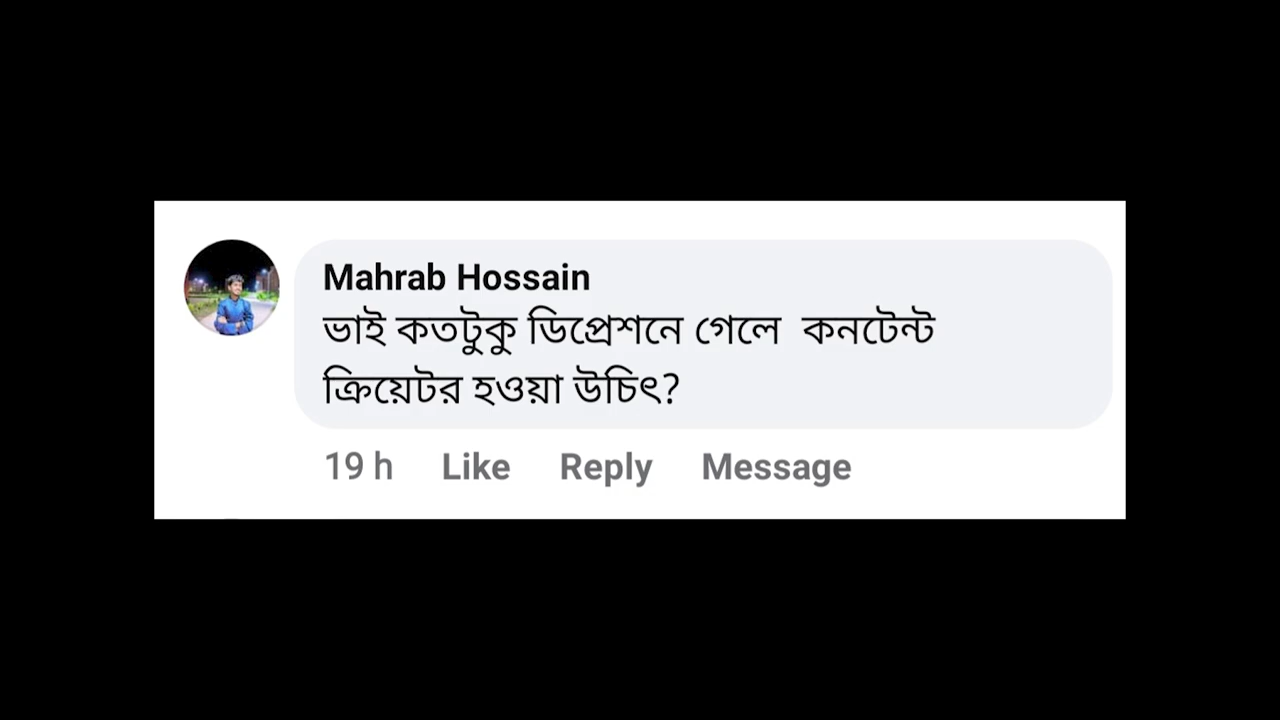 Mahrab Hossain
ভাই কতটুকু ডিপ্রেশনে গেলে  কনটেন্ট
ক্রিয়েটর হওয়া উচিৎ?
19 h Like Reply Message